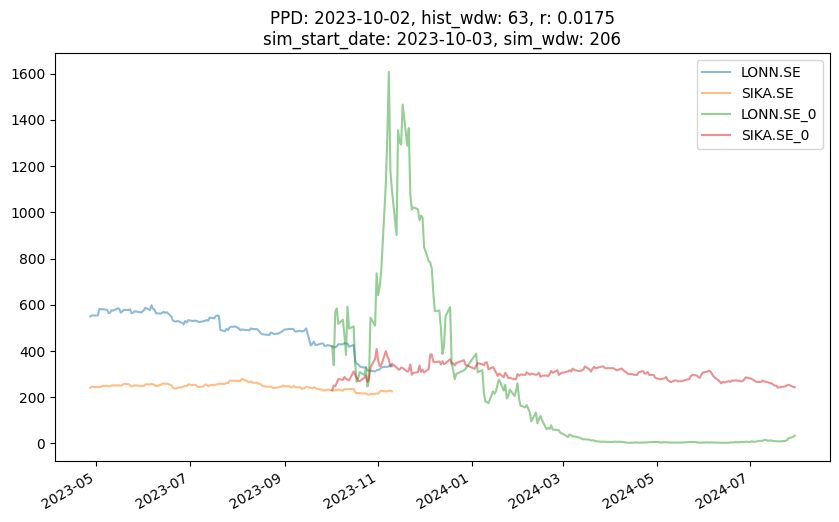 PPD: 2023-10-02, hist_wdw: 63, r: 0.0175
sim_start_date: 2023-10-03, sim_wdw: 206
LONN.SE
SIKA.SE
LONN.SE_0
SIKA.SE_0
1600
1400
1200
1000
800
600
400
200
0
2023-05
2023-07
2023-09
2023-11
2024-01
2024-03
2024-05
2024-07